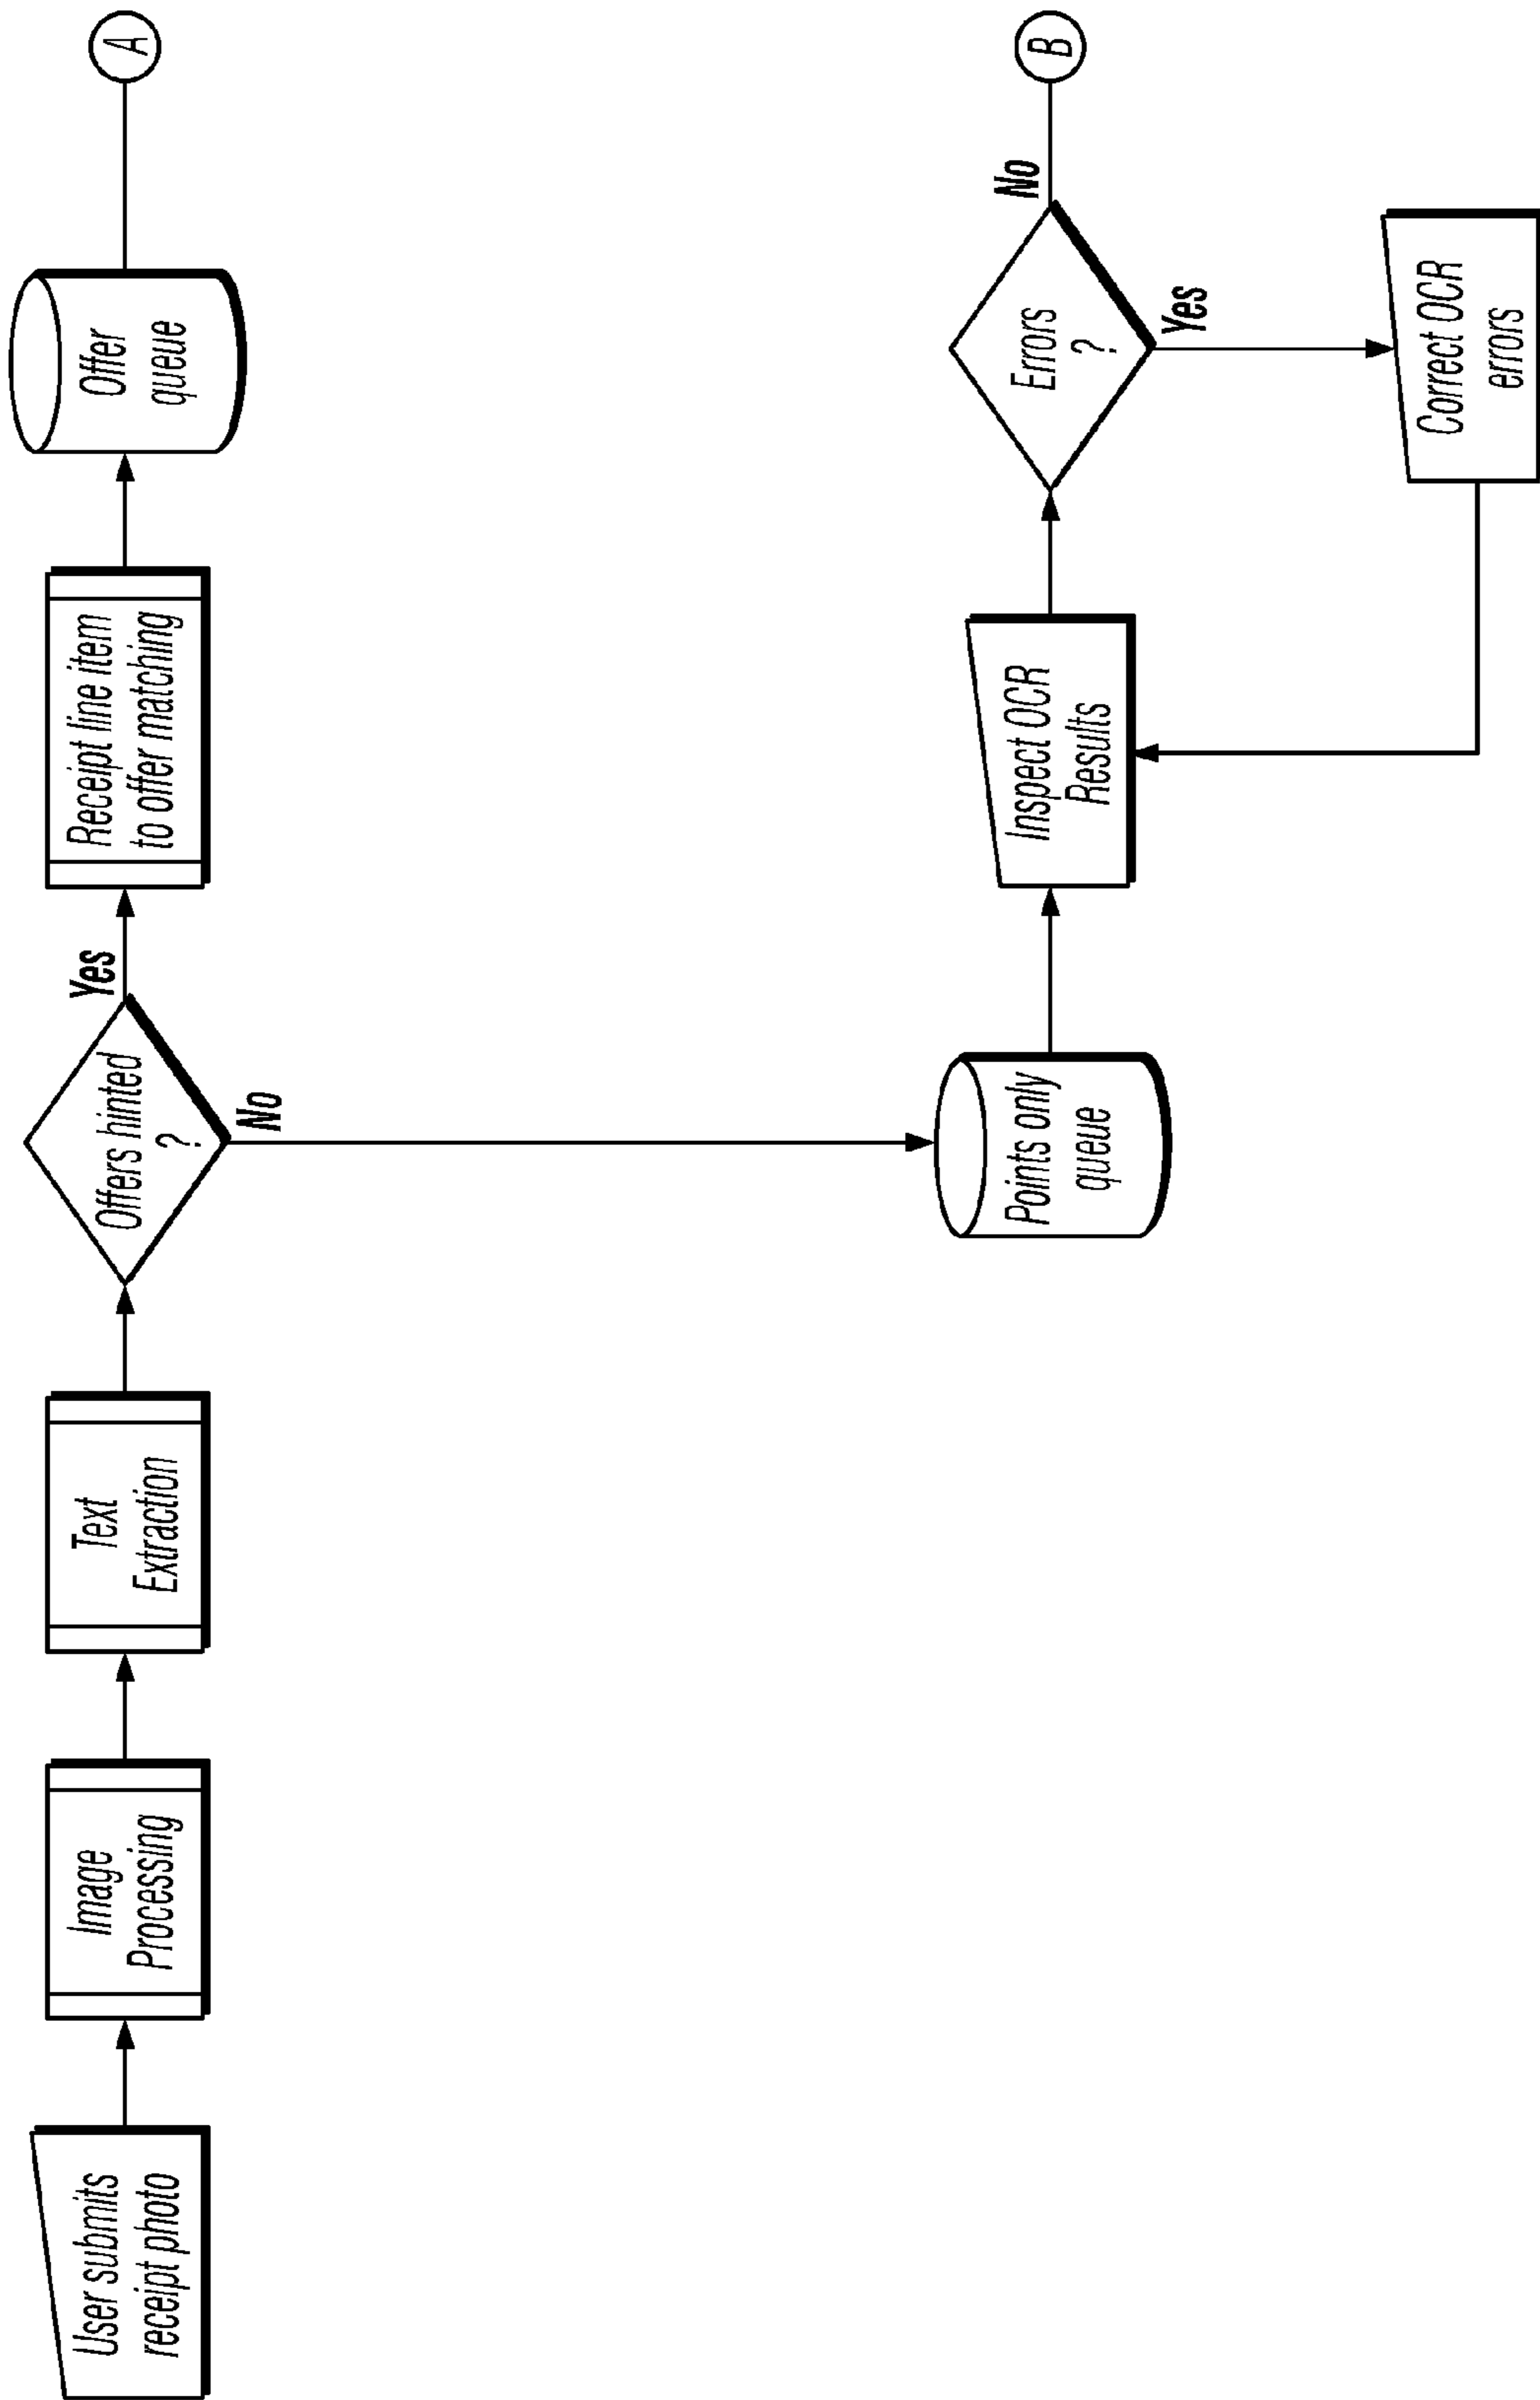 User submits
receipt photo
Image
Processing
Text
Extraction
Offers hinted
?
Yes
No
Receipt line item
to offer matching
Offer
queue
A
Points only
queue
Inspect OCR
Results
Errors
?
No
Yes
B
Correct OCR
errors